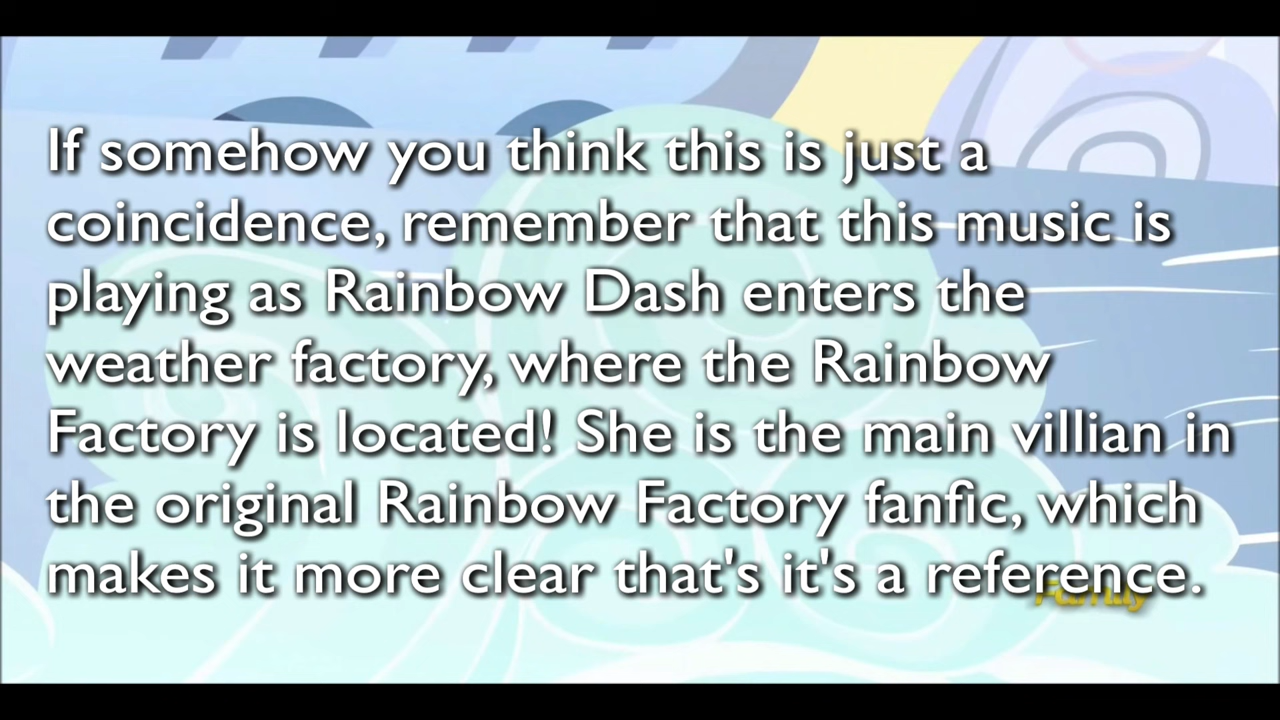 If somehow you think this is just a
coincidence, remember that this music is
playing as Rainbow Dash enters the
weather factory, where the Rainbow
Factory is located! She is the main villian in
the original Rainbow Factory fanfic, which
makes it more clear that's it's a reference.
Family